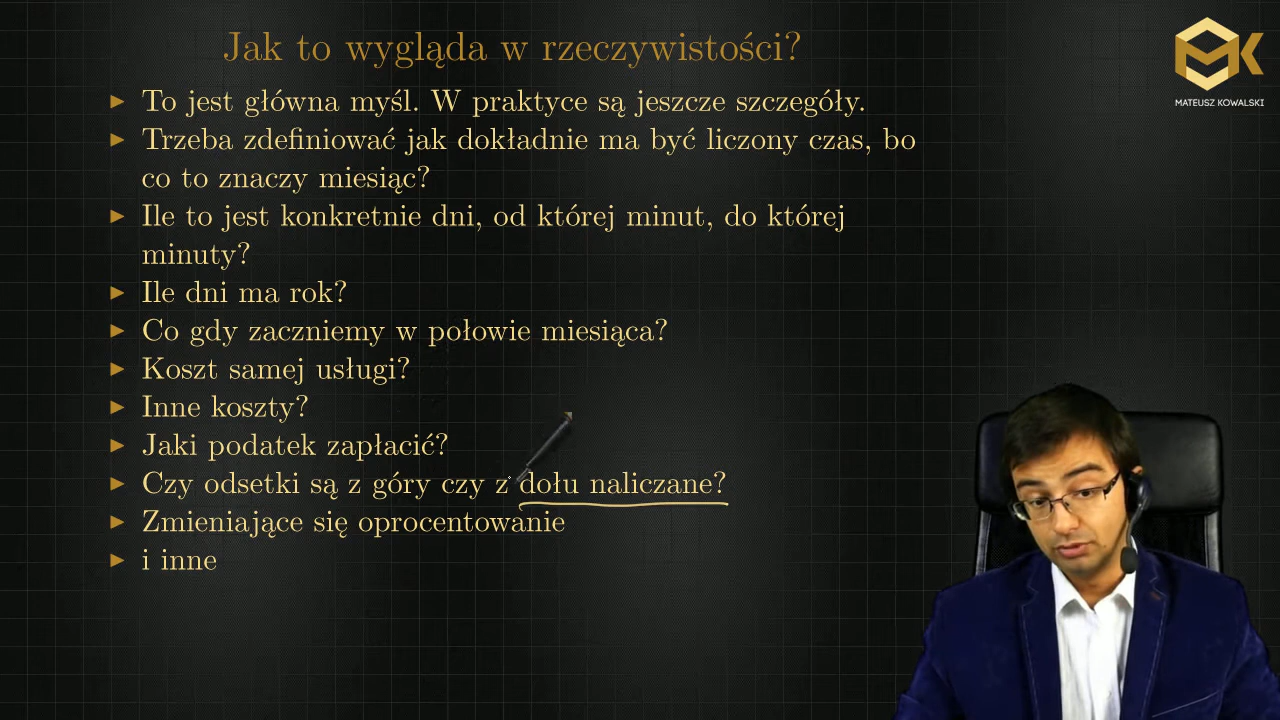 Jak to wygląda w rzeczywistości?
► To jest główna myśl. W praktyce są jeszcze szczegóły.
► Trzeba zdefiniować jak dokładnie ma być liczony czas, bo
co to znaczy miesiąc?
► Ile to jest konkretnie dni, od której minut, do której
minuty?
► Ile dni ma rok?
► Co gdy zaczniemy w połowie miesiąca?
► Koszt samej usługi?
► Inne koszty?
► Jaki podatek zapłacić?
► Czy odsetki są z góry czy z dołu naliczane?
► Zmieniające się oprocentowanie
► i inne
MK
MATEUSZ KOWALSKI